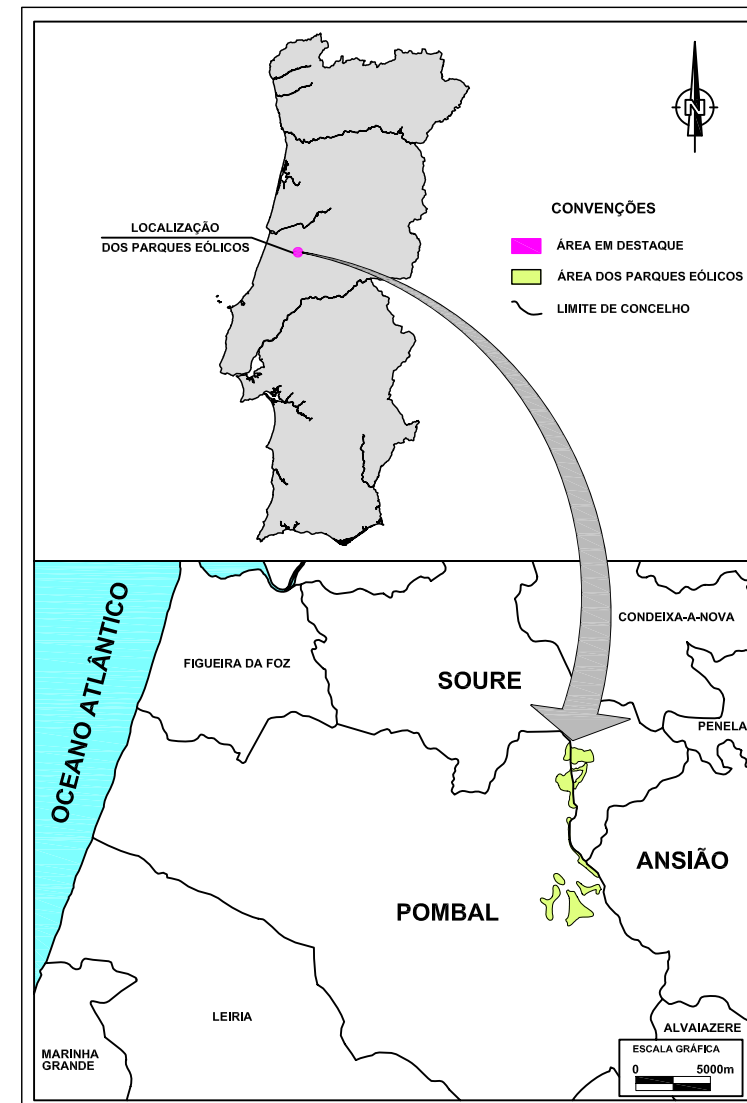 N
CONVENÇÕES
LOCALIZAÇÃO
DOS PARQUES EÓLICOS
ÁREA EM DESTAQUE
ÁREA DOS PARQUES EÓLICOS
LIMITE DE CONCELHO
OCEANO ATLÂNTICO
CONDEIXA-A-NOVA
FIGUEIRA DA FOZ
SOURE
PENELA
ANSIÃO
POMBAL
LEIRIA
ALVAIAZERE
MARINHA
GRANDE
ESCALA GRÁFICA
0 5000m